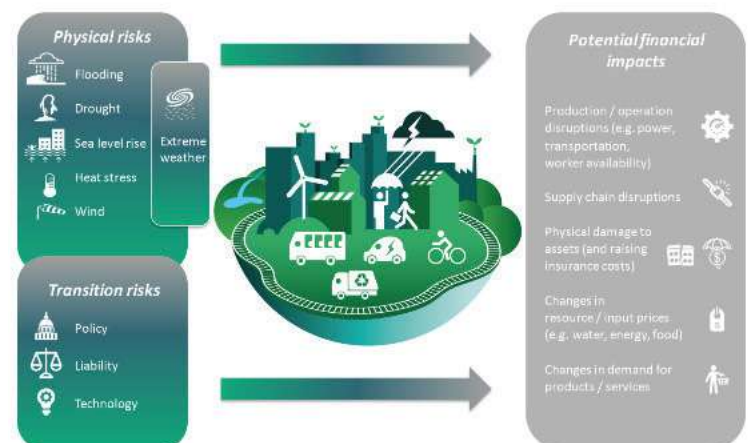 Physical risks
Flooding
Drought
Sea level rise
Heat stress
Wind
Extreme
weather
Transition risks
Policy
Liability
Technology
Potential financial
impacts
Production / operation
disruptions (e.g. power,
transportation,
worker availability)
Supply chain disruptions
Physical damage to
assets (and raising
insurance costs)
Changes in
resource / input prices
(e.g. water, energy, food)
Changes in demand for
products / services